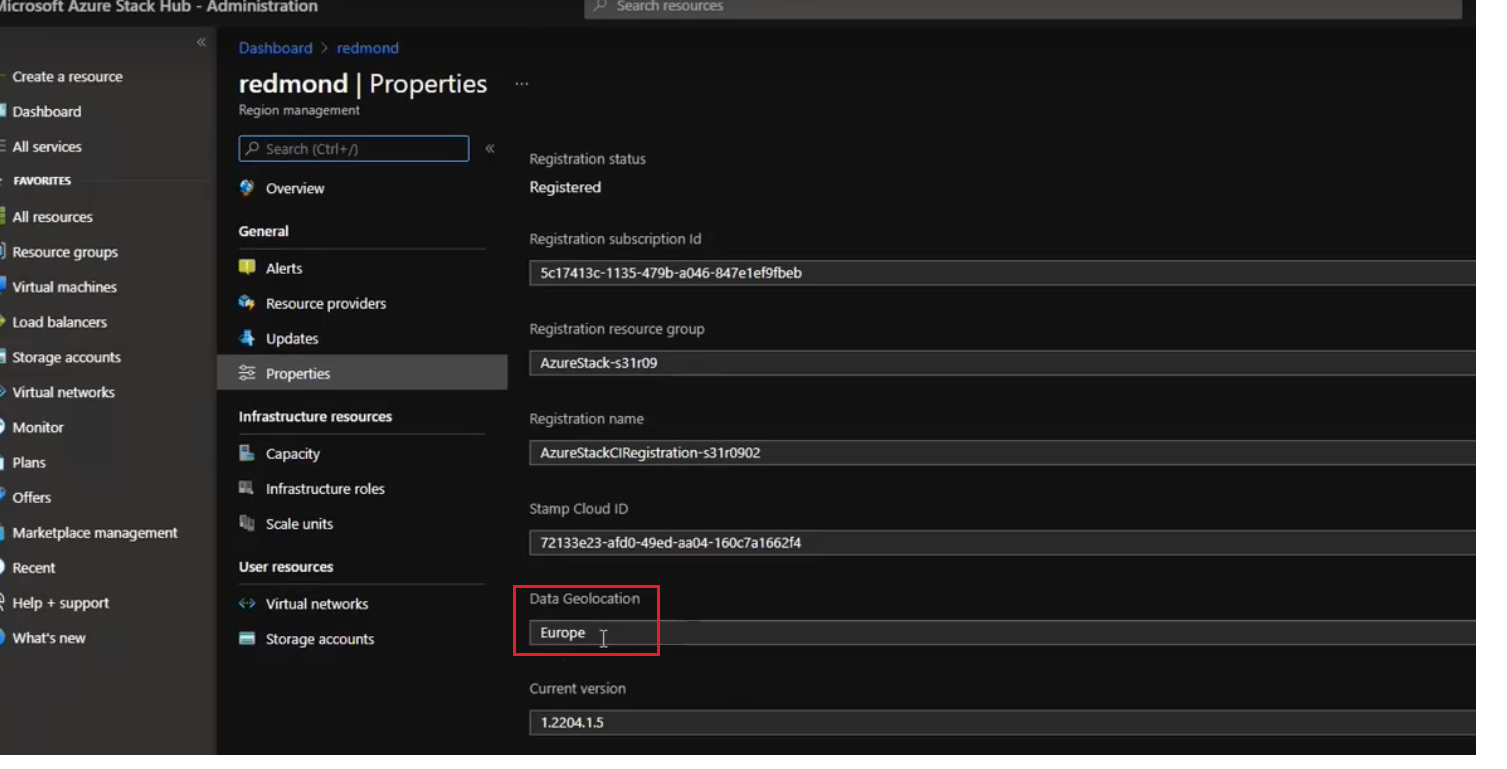 Microsoft Azure Stack Hub - Administration
Search resources
Create a resource
Dashboard
All services
FAVORITES
All resources
Resource groups
Virtual machines
Load balancers
Storage accounts
Virtual networks
Monitor
Plans
Offers
Marketplace management
Recent
Help + support
What's new
Dashboard > redmond
redmond | Properties ...
Region management
Search (Ctrl+/)
Overview
General
Alerts
Resource providers
Updates
Properties
Infrastructure resources
Capacity
Infrastructure roles
Scale units
User resources
Virtual networks
Storage accounts
Registration status
Registered
Registration subscription Id
5c17413c-1135-479b-a046-847e1ef9fbeb
Registration resource group
AzureStack-s31r09
Registration name
AzureStackCIRegistration-s31r0902
Stamp Cloud ID
72133e23-afd0-49ed-aa04-160c7a1662f4
Data Geolocation
Europe
Current version
1.2204.1.5